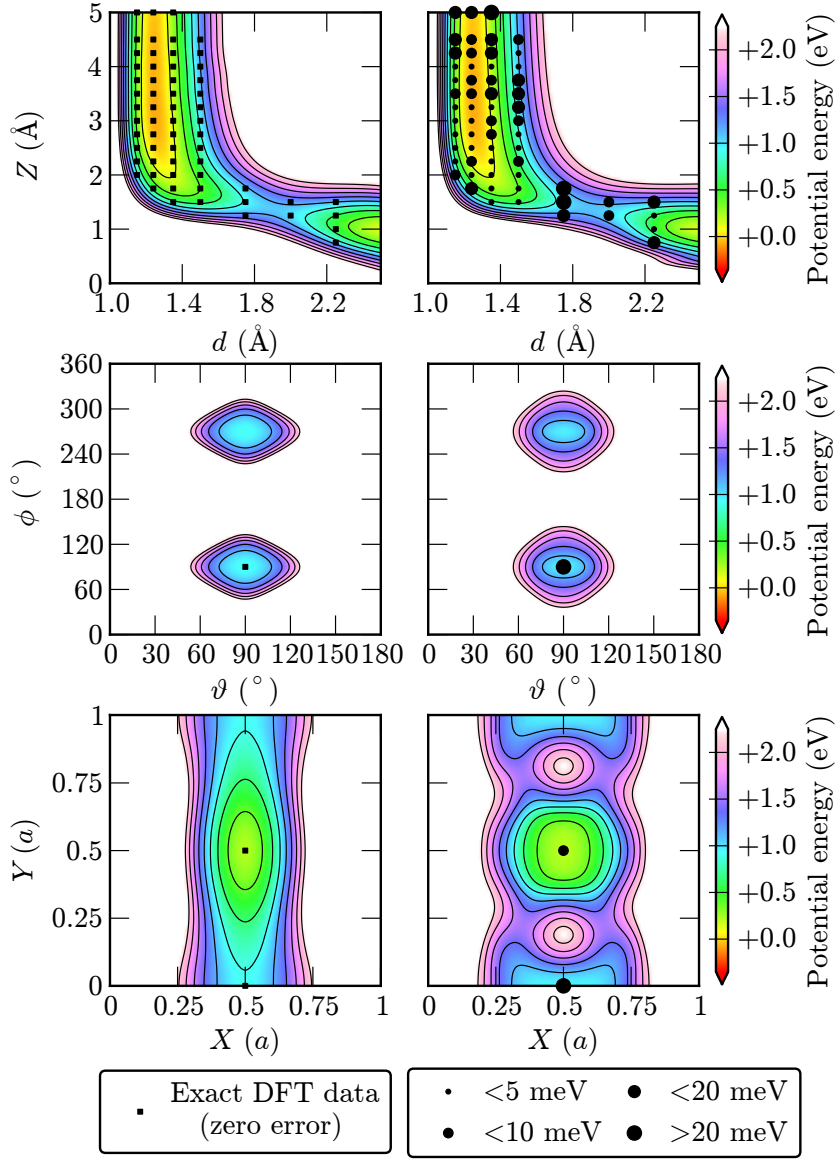 5
4
3
2
1
0
Z (Å)
1.0 1.4 1.8 2.2
d (Å)
1.0 1.4 1.8 2.2
d (Å)
+2.0
+1.5
+1.0
+0.5
+0.0
Potential energy (eV)
360
300
240
180
120
60
0
ϕ (°)
0 30 60 90 120 150 180
ϑ (°)
0 30 60 90 120 150 180
ϑ (°)
+2.0
+1.5
+1.0
+0.5
+0.0
Potential energy (eV)
1
0.75
0.5
0.25
0
Y (a)
0 0.25 0.5 0.75 1
X (a)
0 0.25 0.5 0.75 1
X (a)
+2.0
+1.5
+1.0
+0.5
+0.0
Potential energy (eV)
Exact DFT data
(zero error)
<5 meV <20 meV
<10 meV >20 meV